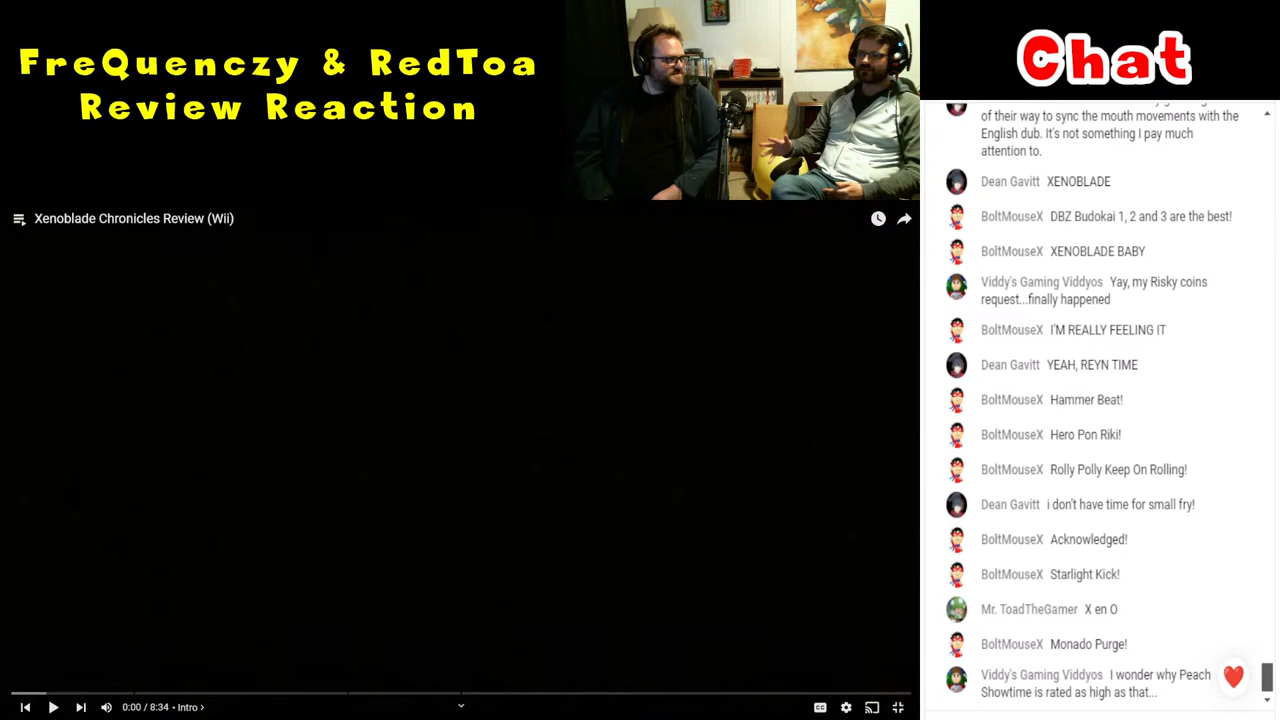 FreQuenczy & RedToa
Review Reaction
Chat
Xenoblade Chronicles Review (Wii)
of their way to sync the mouth movements with the
English dub. It's not something I pay much
attention to.
Dean Gavitt XENOBLADE
BoltMouseX DBZ Budokai 1, 2 and 3 are the best!
BoltMouseX XENOBLADE BABY
Viddy's Gaming Viddyos Yay, my Risky coins
request...finally happened
BoltMouseX I'M REALLY FEELING IT
Dean Gavitt YEAH, REYN TIME
BoltMouseX Hammer Beat!
BoltMouseX Hero Pon Riki!
BoltMouseX Rolly Polly Keep On Rolling!
Dean Gavitt i don't have time for small fry!
BoltMouseX Acknowledged!
BoltMouseX Starlight Kick!
Mr. ToadTheGamer X en O
BoltMouseX Monado Purge!
Viddy's Gaming Viddyos I wonder why Peach
Showtime is rated as high as that...
0:00 / 8:34 • Intro